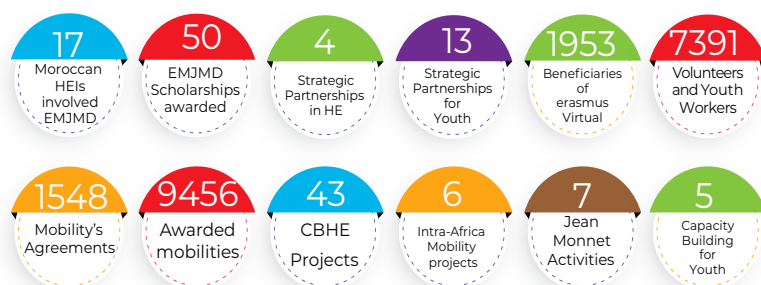 17
Moroccan
HEIs
involved
EMJMD
50
EMJMD
Scholarships
awarded
4
Strategic
Partnerships
in HE
13
Strategic
Partnerships
for
Youth
1953
Beneficiaries
of
erasmus
Virtual
7391
Volunteers
and Youth
Workers
1548
Mobility's
Agreements
9456
Awarded
mobilities
43
CBHE
Projects
6
Intra-Africa
Mobility
projects
7
Jean
Monnet
Activities
5
Capacity
Building
for
Youth